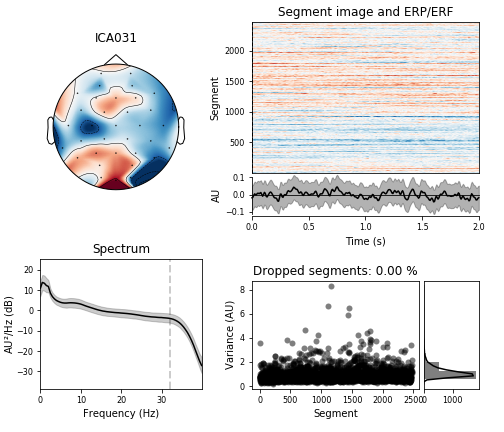 ICA031
Segment image and ERP/ERF
Segment
2000
1500
1000
500
AU
0.1
0.0
−0.1
0.0 0.5 1.0 1.5 2.0
Time (s)
Spectrum
AU²/Hz (dB)
20
10
0
−10
−20
−30
0 10 20 30
Frequency (Hz)
Dropped segments: 0.00 %
Variance (AU)
8
6
4
2
0
0 500 1000 1500 2000 2500
Segment
0 1000